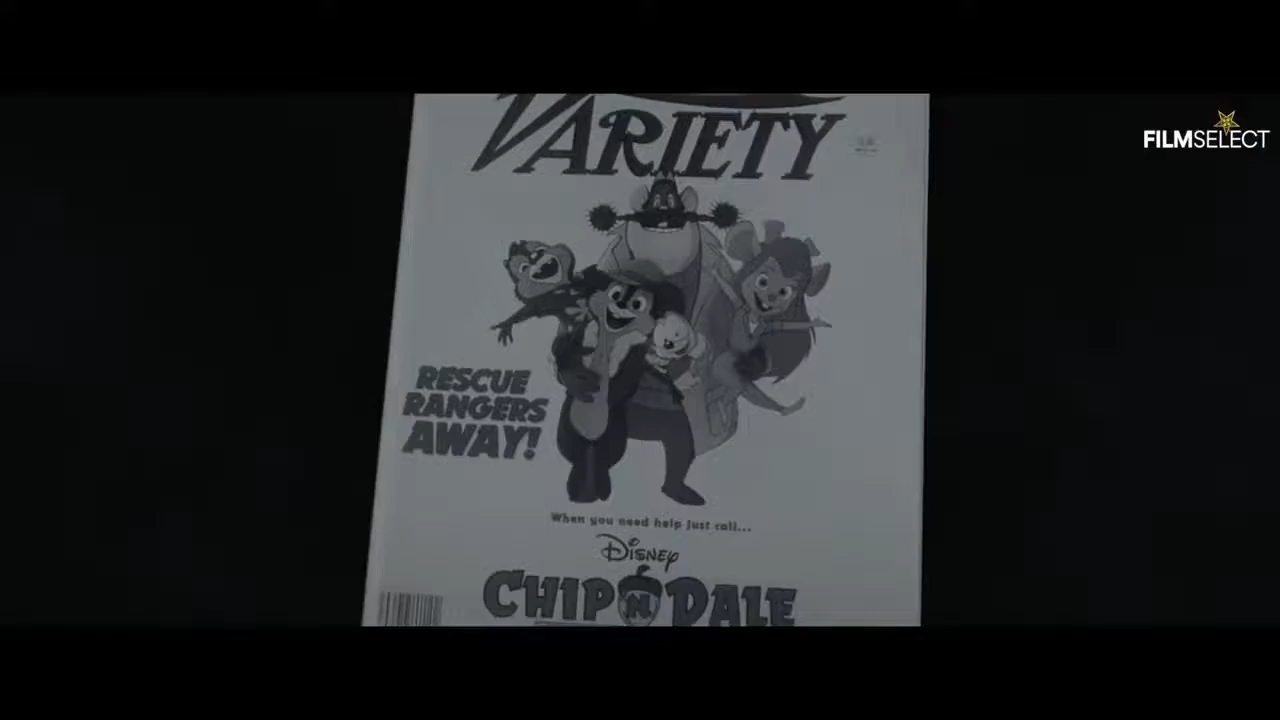 VARIETY
FILMSELECT
RESCUE
RANGERS
AWAY!
When you need help just call...
Disney
CHIP N DALE